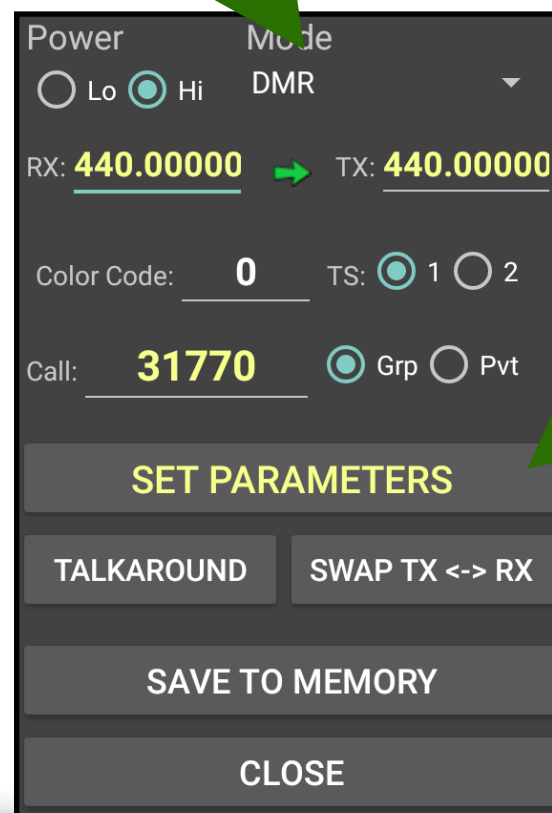 Power Mode
Lo Hi DMR
RX: 440.00000 TX: 440.00000
Color Code: 0 TS: 1 2
Call: 31770 Grp Pvt
SET PARAMETERS
TALKAROUND SWAP TX <-> RX
SAVE TO MEMORY
CLOSE